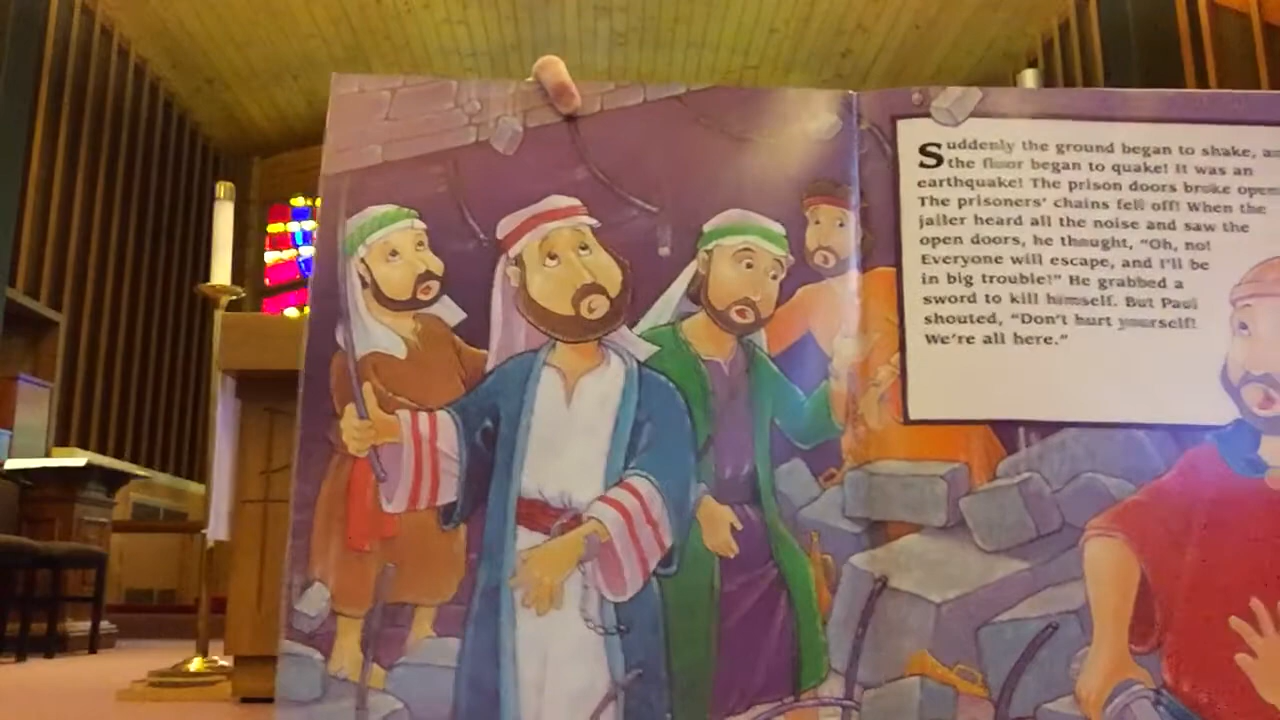 Suddenly the ground began to shake, an
the floor began to quake! It was an
earthquake! The prison doors broke open
The prisoners' chains fell off! When the
jailer heard all the noise and saw the
open doors, he thought, "Oh, no!
Everyone will escape, and I'll be
in big trouble!" He grabbed a
sword to kill himself. But Paul
shouted, "Don't hurt yourself!
We're all here."